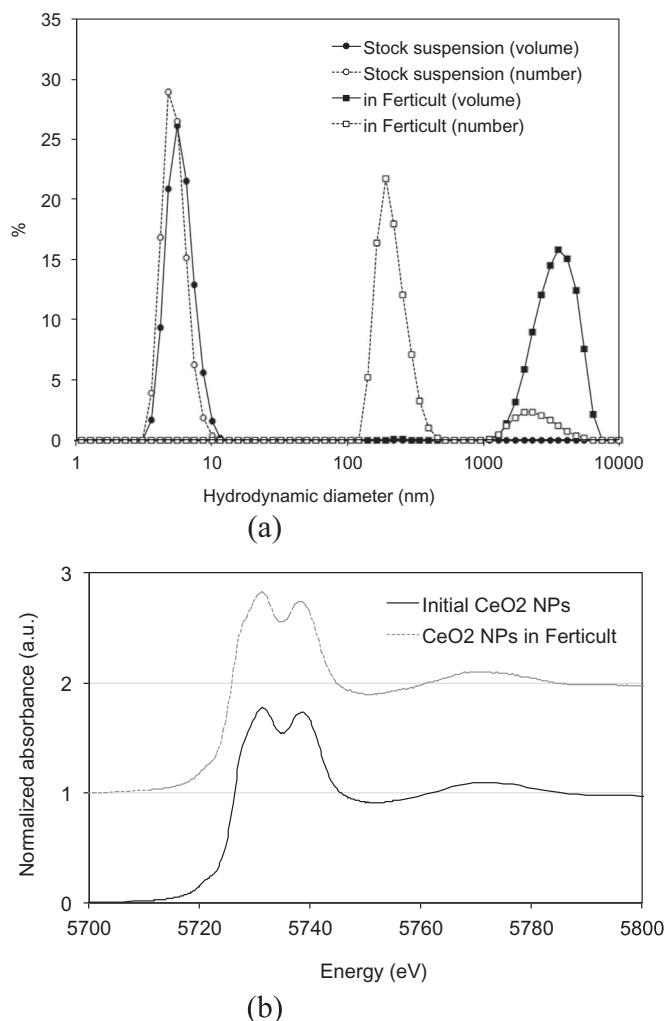 35
30
25
20
15
10
5
0
%
Stock suspension (volume)
Stock suspension (number)
in Ferticult (volume)
in Ferticult (number)
1 10 100 1000 10000
Hydrodynamic diameter (nm)
(a)
3
2
1
0
Normalized absorbance (a.u.)
Initial CeO2 NPs
CeO2 NPs in Ferticult
5700 5720 5740 5760 5780 5800
Energy (eV)
(b)